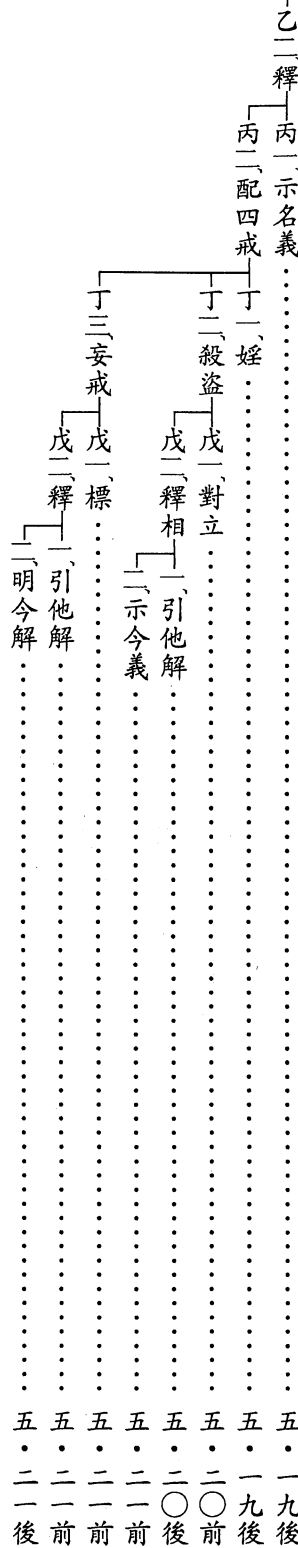 乙二、釋 丙一、示名義……五・一九後
丙二、配四戒 丁一、婬……五・一九後
丁二、殺盜 戊一、對立……五・二〇前
戊二、釋相 一、引他解……五・二〇後
二、示今義……五・二一前
丁三、妄戒 戊一、標……五・二一前
戊二、釋 一、引他解……五・二一前
二、明今解……五・二一後